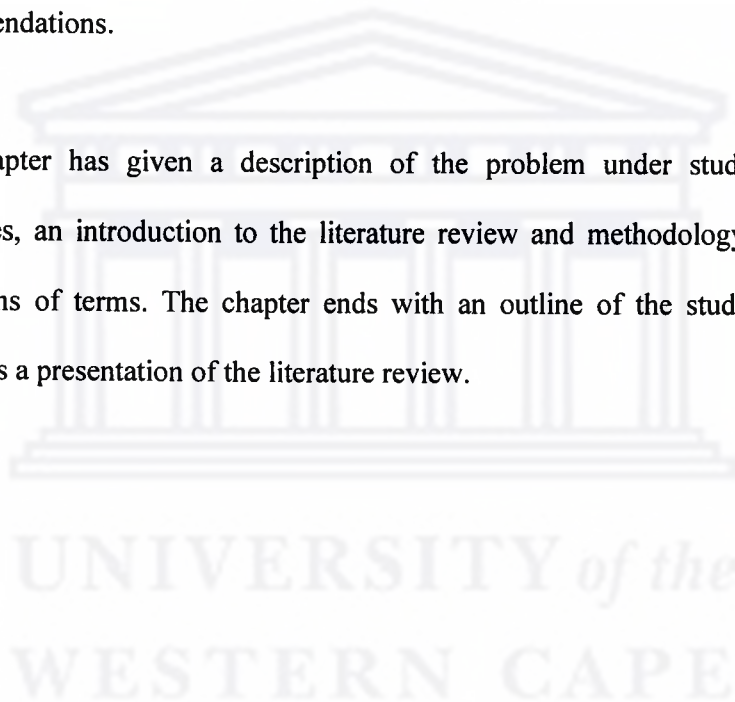 endations.
apter has given a description of the problem under stud
s, an introduction to the literature review and methodology
ns of terms. The chapter ends with an outline of the stud
s a presentation of the literature review.
UNIVERSITY of the
WESTERN CAPE